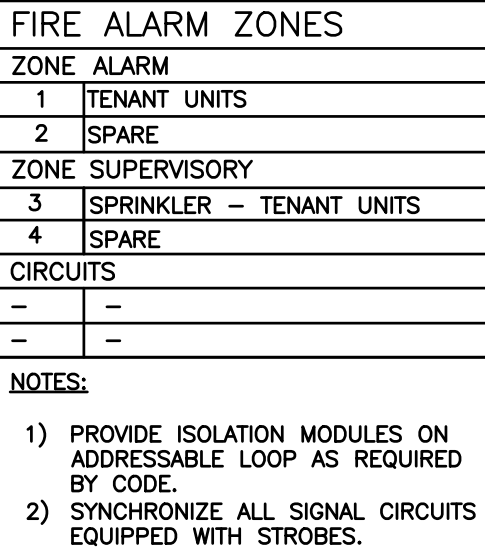 FIRE ALARM ZONES
ZONE ALARM
1 TENANT UNITS
2 SPARE
ZONE SUPERVISORY
3 SPRINKLER – TENANT UNITS
4 SPARE
CIRCUITS
– –
– –
NOTES:
1) PROVIDE ISOLATION MODULES ON
ADDRESSABLE LOOP AS REQUIRED
BY CODE.
2) SYNCHRONIZE ALL SIGNAL CIRCUITS
EQUIPPED WITH STROBES.